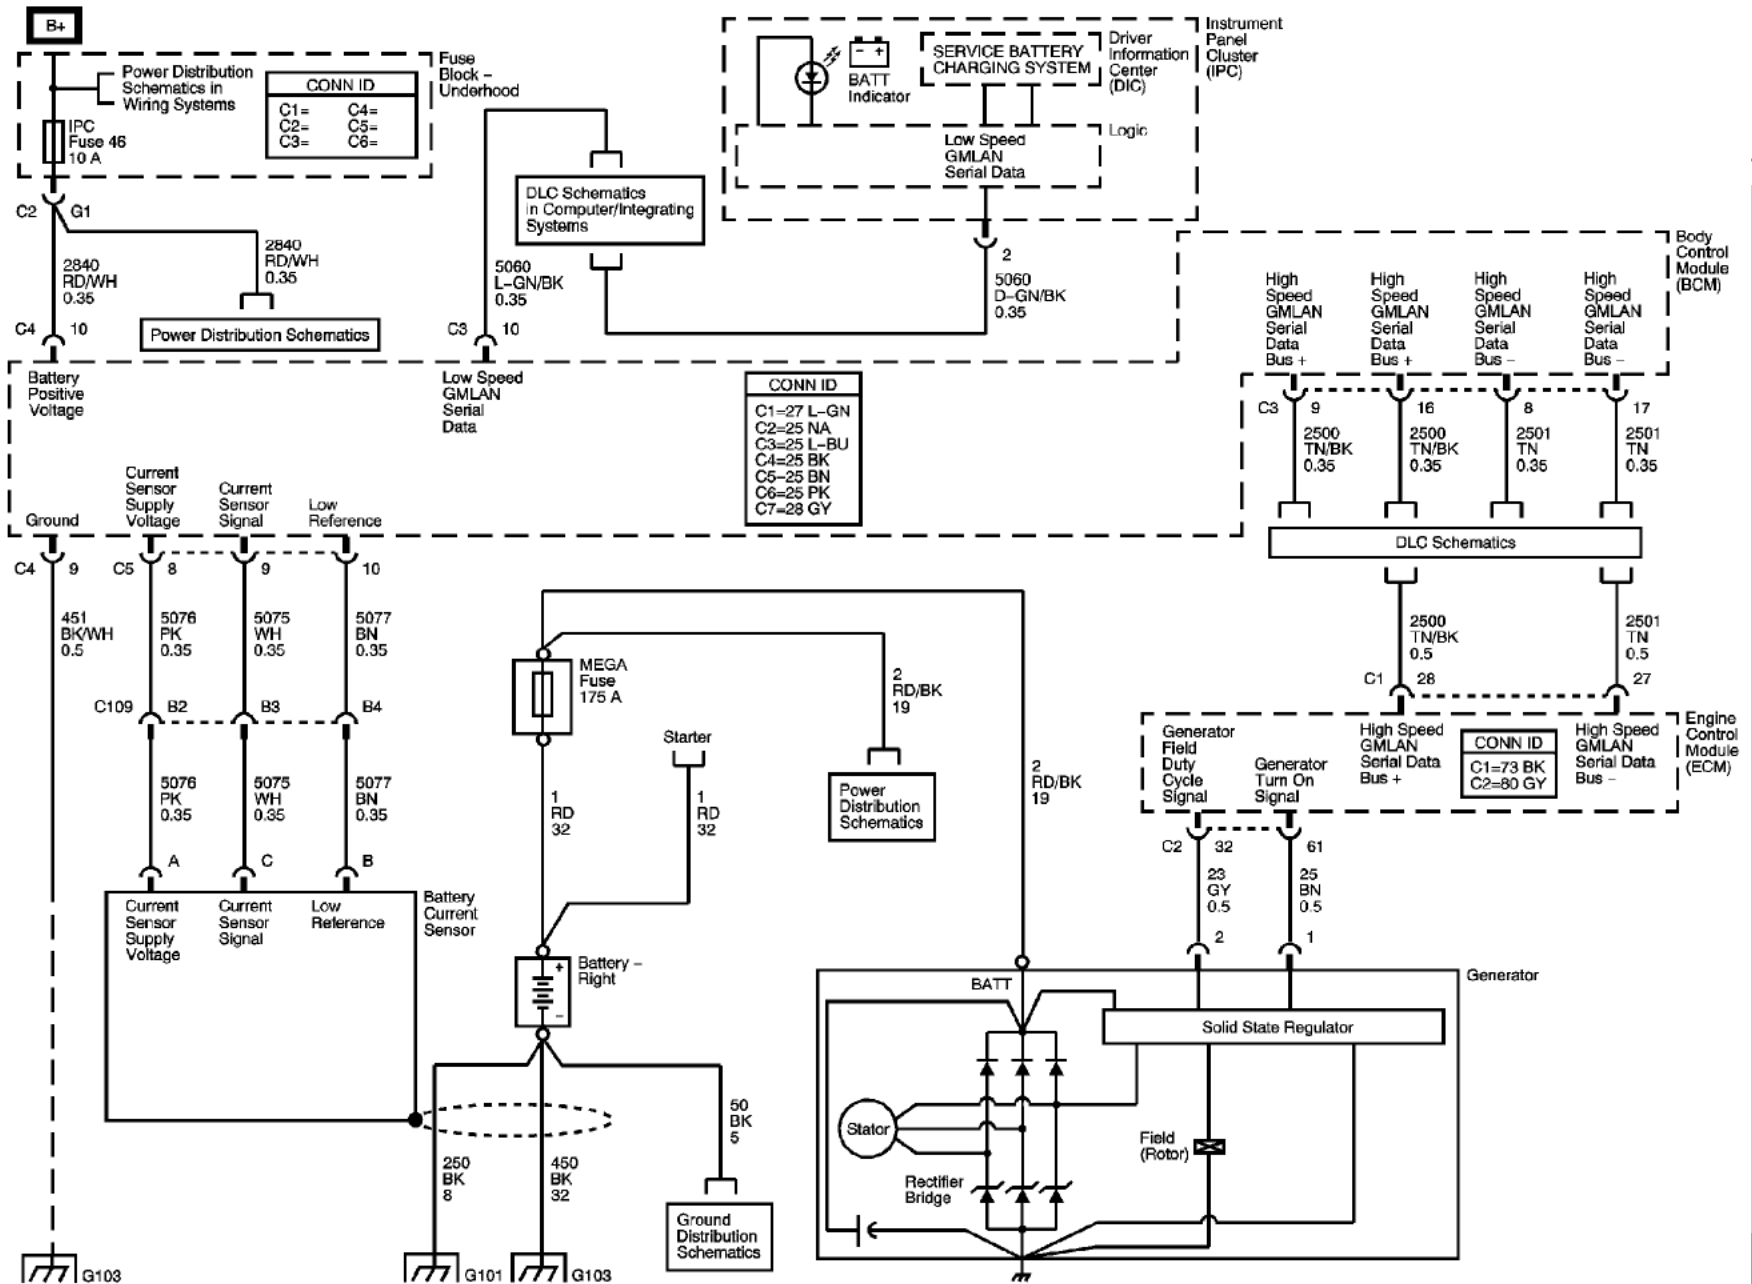 B+
Power Distribution
Schematics in
Wiring Systems
CONN ID
C1= C4=
C2= C5=
C3= C6=
IPC
Fuse 46
10 A
Fuse
Block –
Underhood
C2 G1
2840
RD/WH
0.35
2840
RD/WH
0.35
Power Distribution Schematics
C4 10
DLC Schematics
in Computer/Integrating
Systems
5060
L-GN/BK
0.35
C3 10
BATT
Indicator
SERVICE BATTERY
CHARGING SYSTEM
Driver
Information
Center
(DIC)
Instrument
Panel
Cluster
(IPC)
Logic
Low Speed
GMLAN
Serial Data
2
5060
D-GN/BK
0.35
Body
Control
Module
(BCM)
High
Speed
GMLAN
Serial
Data
Bus +
High
Speed
GMLAN
Serial
Data
Bus +
High
Speed
GMLAN
Serial
Data
Bus –
High
Speed
GMLAN
Serial
Data
Bus –
C3 9 16 8 17
2500
TN/BK
0.35
2500
TN/BK
0.35
2501
TN
0.35
2501
TN
0.35
DLC Schematics
2500
TN/BK
0.5
2501
TN
0.5
C1 28 27
Battery
Positive
Voltage
Low Speed
GMLAN
Serial
Data
CONN ID
C1=27 L-GN
C2=25 NA
C3=25 L-BU
C4=25 BK
C5-25 BN
C6=25 PK
C7=28 GY
Ground
Current
Sensor
Supply
Voltage
Current
Sensor
Signal
Low
Reference
C4 9
C5 8 9 10
451
BK/WH
0.5
5076
PK
0.35
5075
WH
0.35
5077
BN
0.35
C109 B2 B3 B4
5076
PK
0.35
5075
WH
0.35
5077
BN
0.35
A C B
Current
Sensor
Supply
Voltage
Current
Sensor
Signal
Low
Reference
Battery
Current
Sensor
MEGA
Fuse
175 A
2
RD/BK
19
Starter
1
RD
32
1
RD
32
Power
Distribution
Schematics
2
RD/BK
19
Battery –
Right
+
–
50
BK
5
250
BK
8
450
BK
32
Ground
Distribution
Schematics
G103
G101
G103
Generator
Field
Duty
Cycle
Signal
Generator
Turn On
Signal
High Speed
GMLAN
Serial Data
Bus +
CONN ID
C1=73 BK
C2=80 GY
High Speed
GMLAN
Serial Data
Bus –
Engine
Control
Module
(ECM)
C2 32 61
23
GY
0.5
25
BN
0.5
2 1
Generator
BATT
Solid State Regulator
Stator
Field
(Rotor)
Rectifier
Bridge